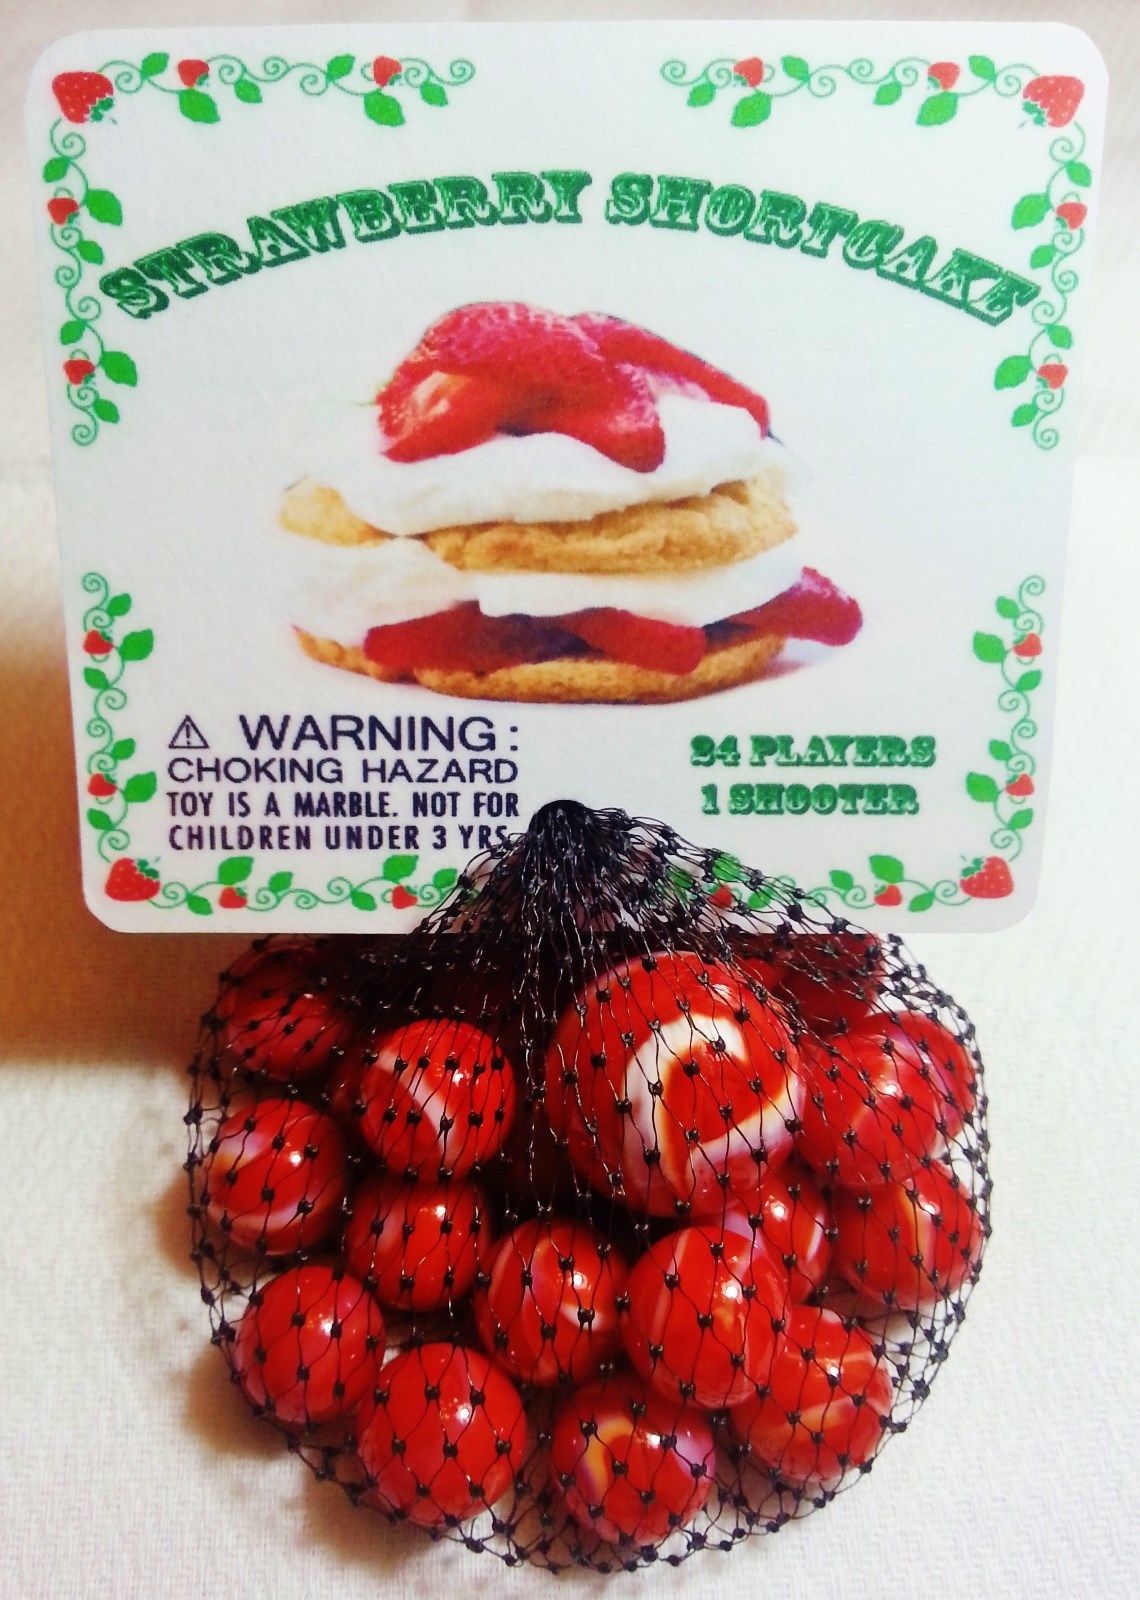 STRAWBERRY SHORTCAKE
⚠ WARNING:
CHOKING HAZARD
TOY IS A MARBLE. NOT FOR
CHILDREN UNDER 3 YRS.
24 PLAYERS
1 SHOOTER